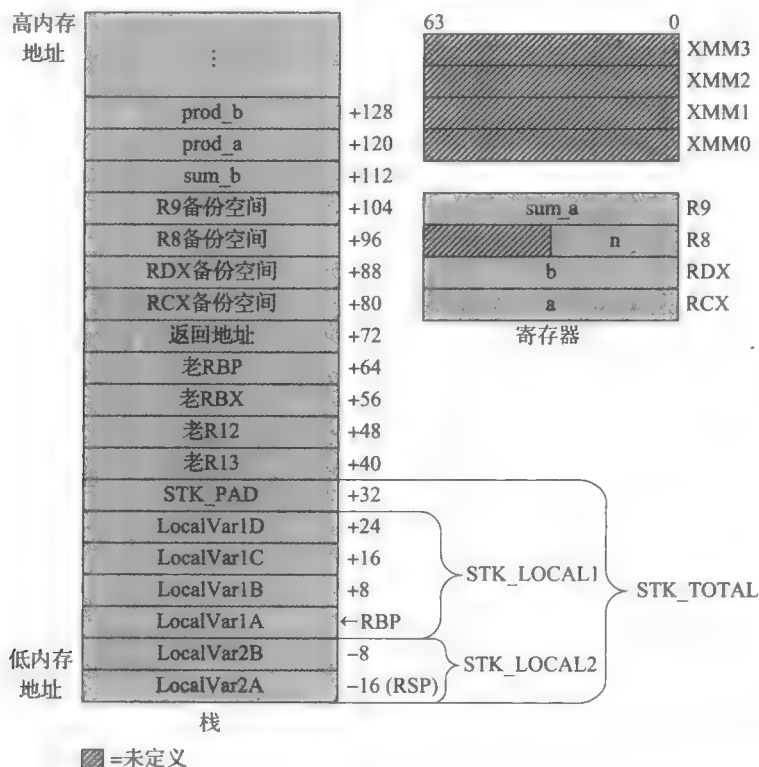 高内存
地址
⋮
prod_b
+128
prod_a
+120
sum_b
+112
R9备份空间
+104
R8备份空间
+96
RDX备份空间
+88
RCX备份空间
+80
返回地址
+72
老RBP
+64
老RBX
+56
老R12
+48
老R13
+40
STK_PAD
+32
LocalVar1D
+24
LocalVar1C
+16
LocalVar1B
+8
LocalVar1A
←RBP
LocalVar2B
−8
LocalVar2A
−16 (RSP)
低内存
地址
栈
STK_LOCAL1
STK_LOCAL2
STK_TOTAL
63
0
XMM3
XMM2
XMM1
XMM0
sum_a
R9
n
R8
b
RDX
a
RCX
寄存器
=未定义